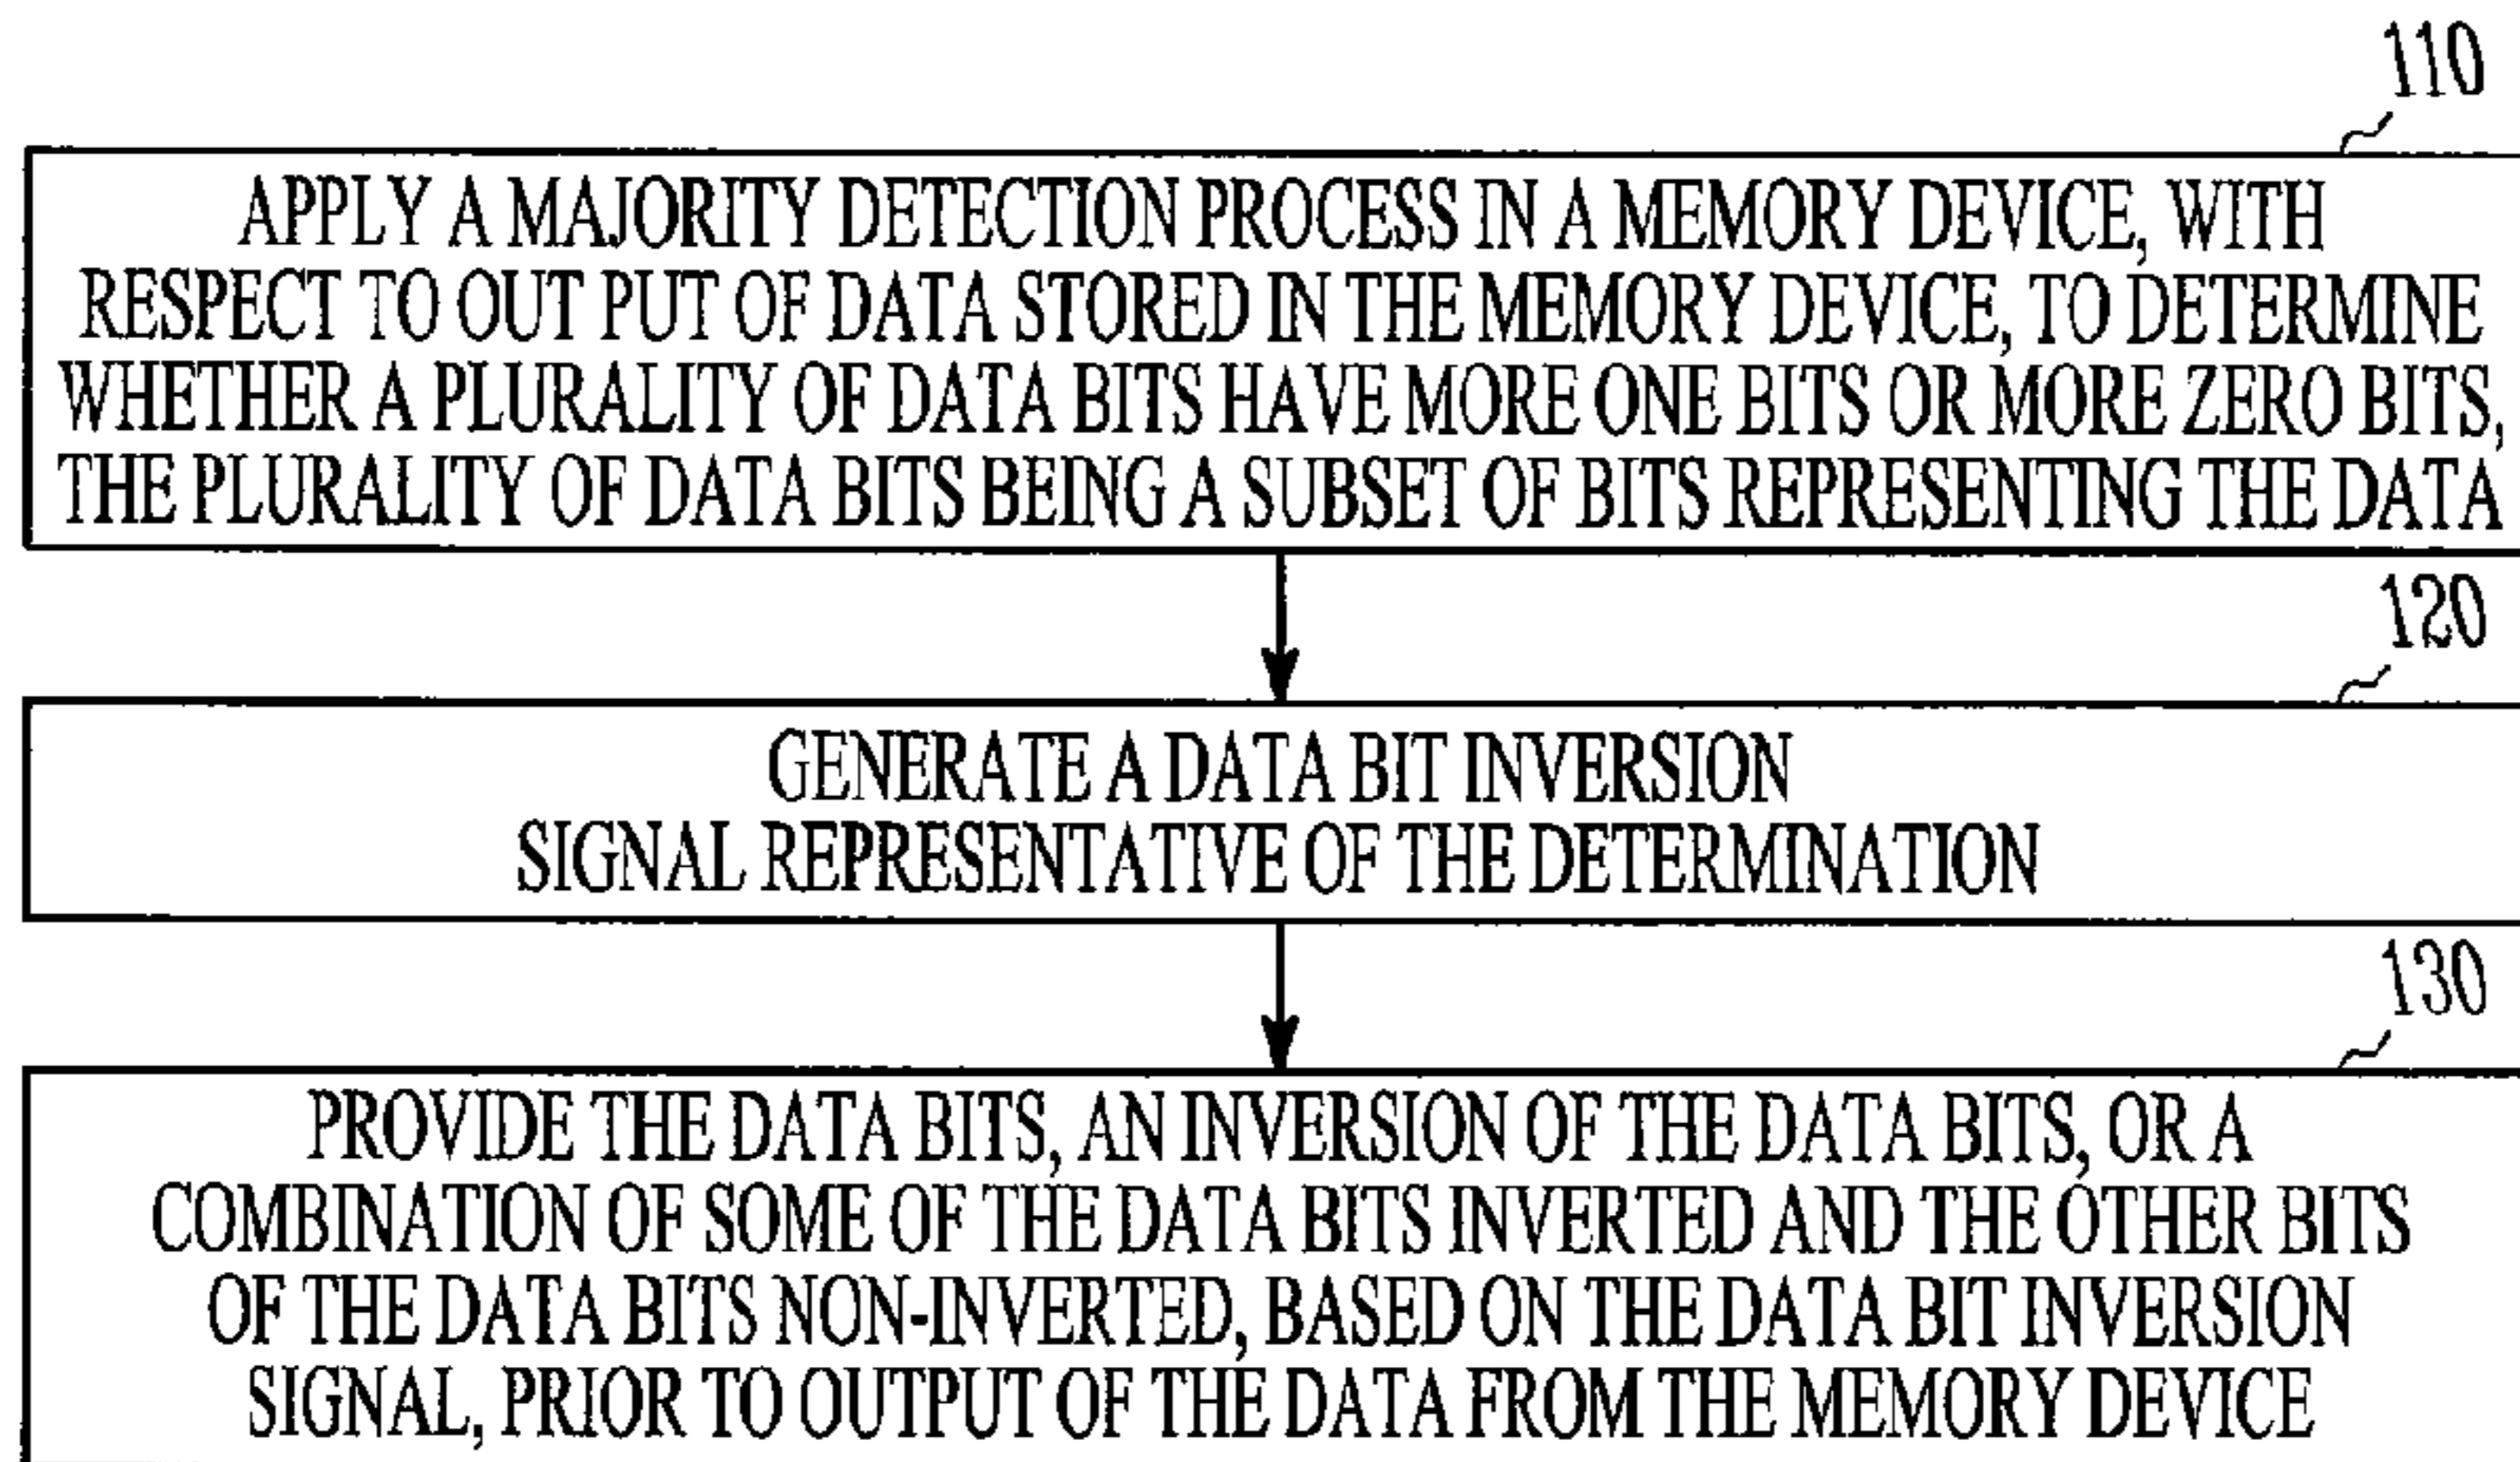 110
APPLY A MAJORITY DETECTION PROCESS IN A MEMORY DEVICE, WITH
RESPECT TO OUT PUT OF DATA STORED IN THE MEMORY DEVICE, TO DETERMINE
WHETHER A PLURALITY OF DATA BITS HAVE MORE ONE BITS OR MORE ZERO BITS,
THE PLURALITY OF DATA BITS BEING A SUBSET OF BITS REPRESENTING THE DATA
120
GENERATE A DATA BIT INVERSION
SIGNAL REPRESENTATIVE OF THE DETERMINATION
130
PROVIDE THE DATA BITS, AN INVERSION OF THE DATA BITS, OR A
COMBINATION OF SOME OF THE DATA BITS INVERTED AND THE OTHER BITS
OF THE DATA BITS NON-INVERTED, BASED ON THE DATA BIT INVERSION
SIGNAL, PRIOR TO OUTPUT OF THE DATA FROM THE MEMORY DEVICE